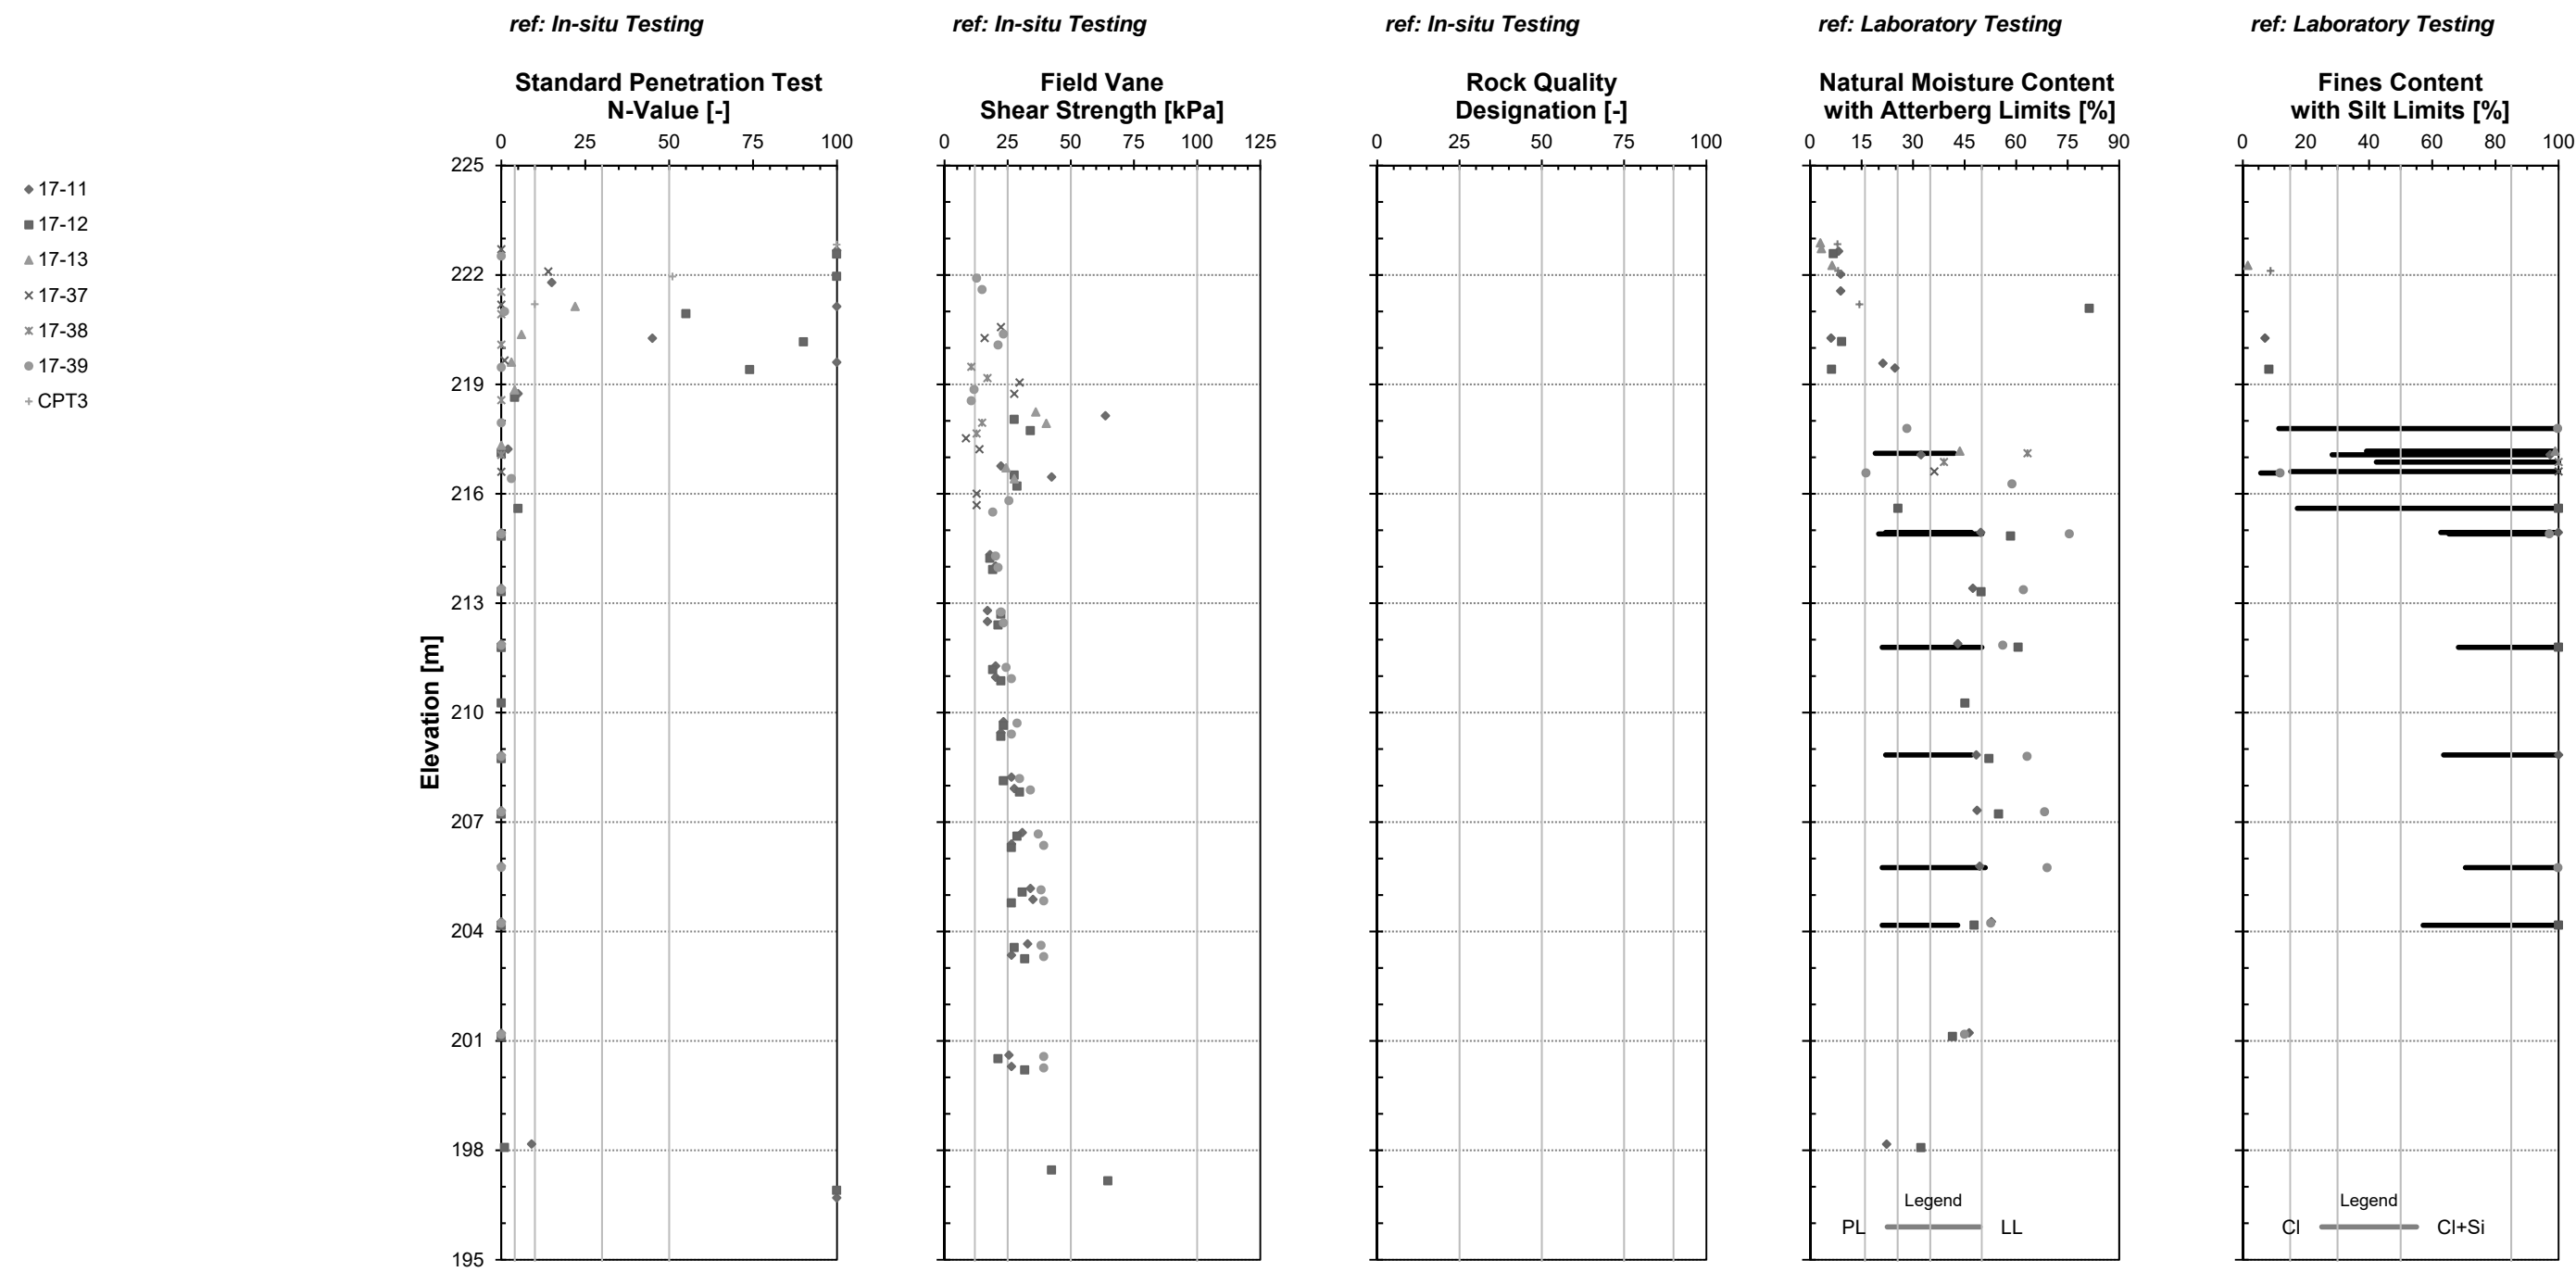 ref: In-situ Testing
ref: In-situ Testing
ref: In-situ Testing
ref: Laboratory Testing
ref: Laboratory Testing
Standard Penetration Test
N-Value [-]
Field Vane
Shear Strength [kPa]
Rock Quality
Designation [-]
Natural Moisture Content
with Atterberg Limits [%]
Fines Content
with Silt Limits [%]
0 25 50 75 100
0 25 50 75 100 125
0 25 50 75 100
0 15 30 45 60 75 90
0 20 40 60 80 100
17-11
17-12
17-13
17-37
17-38
17-39
CPT3
Elevation [m]
225
222
219
216
213
210
207
204
201
198
195
Legend
PL LL
Legend
Cl Cl+Si